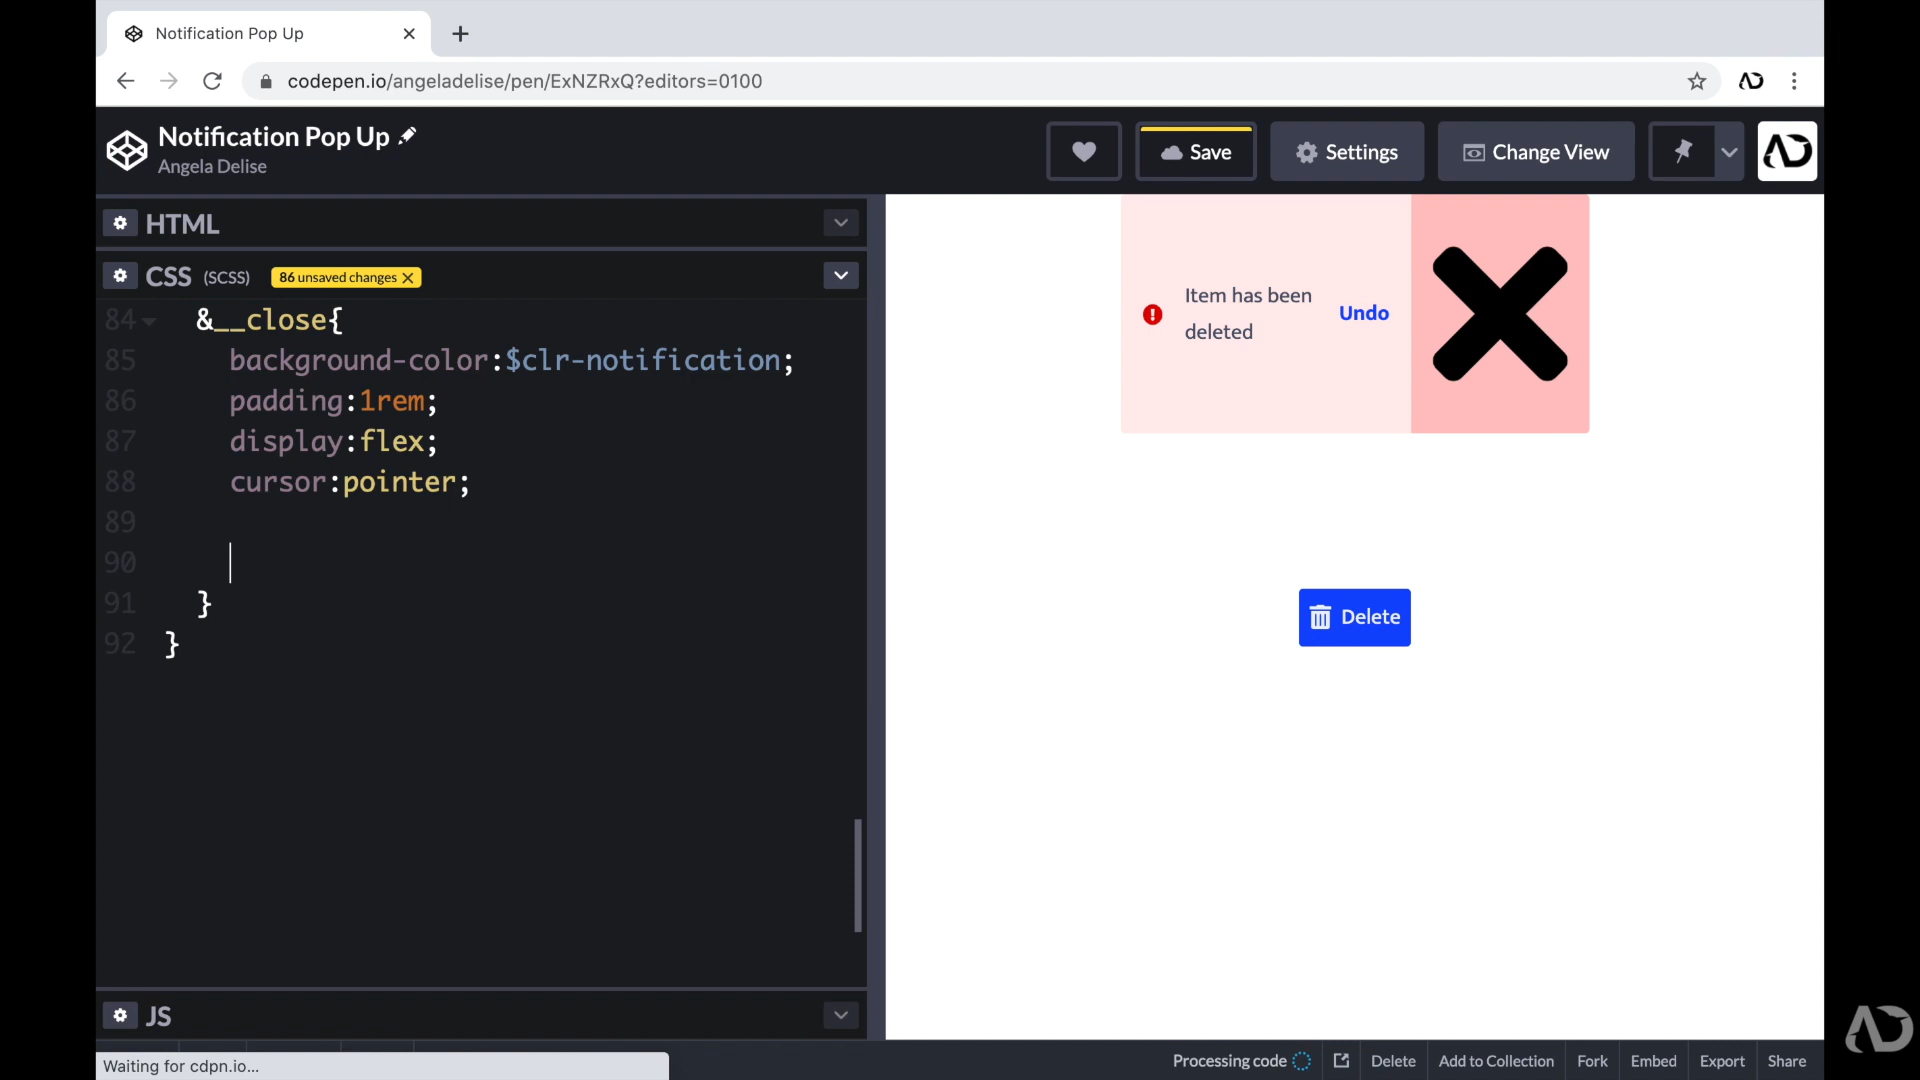 Notification Pop Up
codepen.io/angeladelise/pen/ExNZRxQ?editors=0100
Notification Pop Up
Angela Delise
Save
Settings
Change View
HTML
CSS (SCSS) 86 unsaved changes
84 &__close{
85 background-color:$clr-notification;
86 padding:1rem;
87 display:flex;
88 cursor:pointer;
89
90
91 }
92 }
JS
Item has been
deleted
Undo
Delete
Waiting for cdpn.io...
Processing code
Delete
Add to Collection
Fork
Embed
Export
Share